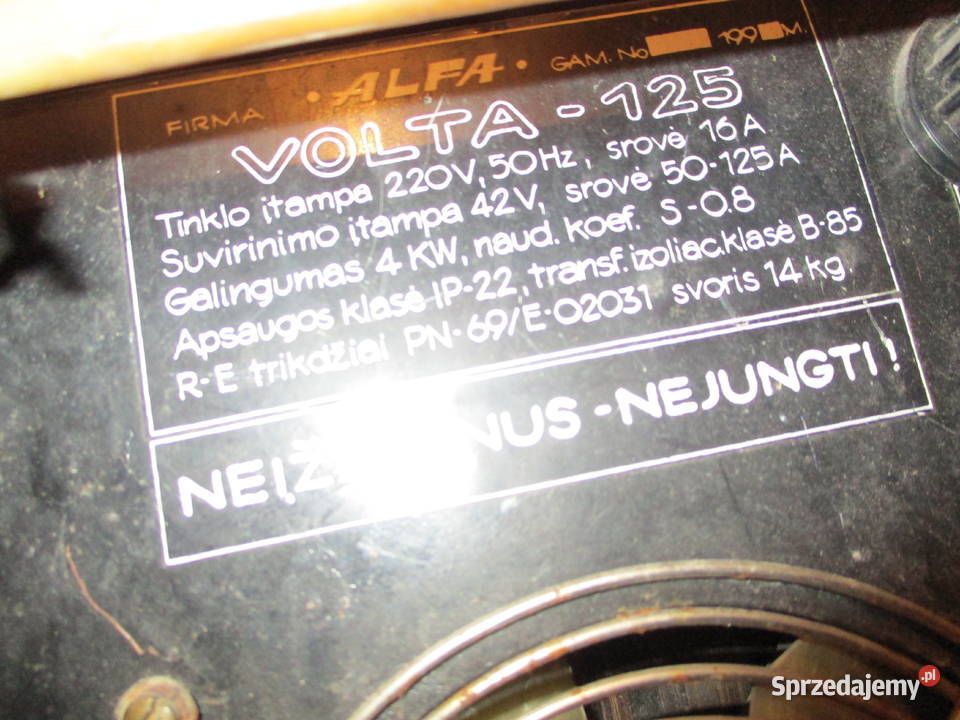 FIRMA · ALFA · GAM. No 199 M.
VOLTA - 125
Tinklo įtampa 220V, 50Hz, srovė 16A
Suvirinimo įtampa 42V, srovė 50-125A
Galingumas 4 KW, naud. koef. S-0.8
Apsaugos klasė IP-22, transf. izoliac. klasė B-85
R-E trikdžiai PN-69/E-02031 svoris 14 kg.
-NEJUNGTI!
Sprzedajemy.pl